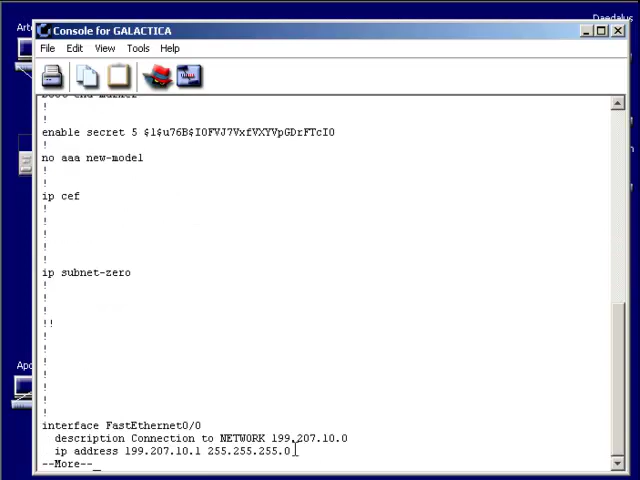 Daedalus
Console for GALACTICA
File Edit View Tools Help
!
!
enable secret 5 $1$u76B$I0FVJ7VxfVXYVpGDrFTcI0
!
no aaa new-model
!
!
ip cef
!
!
!
!
!
ip subnet-zero
!
!
!
!!
!
!
!
!
!
!
!
interface FastEthernet0/0
description Connection to NETWORK 199.207.10.0
ip address 199.207.10.1 255.255.255.0
--More--